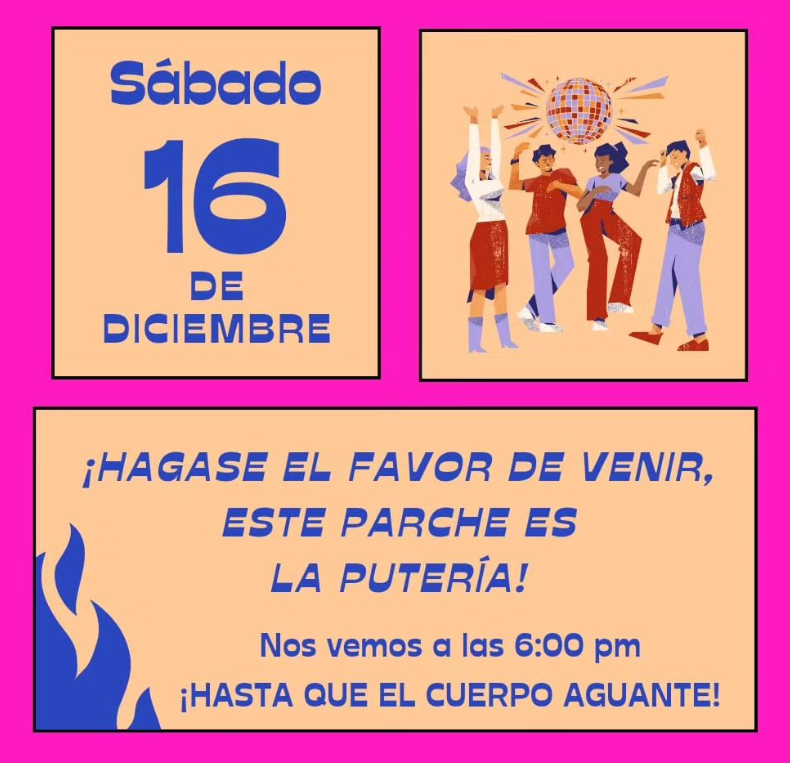 Sábado
16
DE
DICIEMBRE
¡HAGASE EL FAVOR DE VENIR,
ESTE PARCHE ES
LA PUTERÍA!
Nos vemos a las 6:00 pm
¡HASTA QUE EL CUERPO AGUANTE!